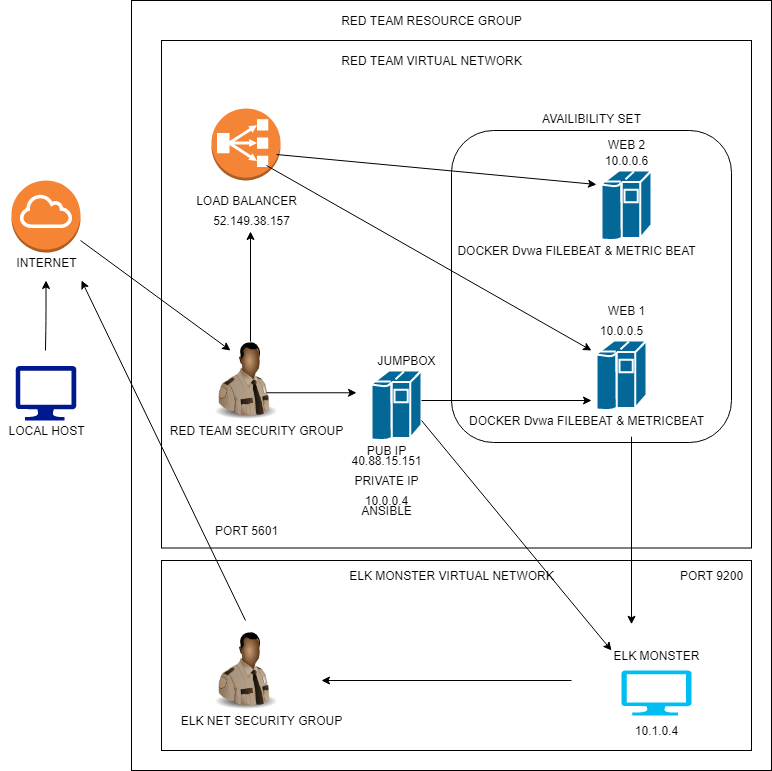 RED TEAM RESOURCE GROUP
RED TEAM VIRTUAL NETWORK
AVAILIBILITY SET
WEB 2
10.0.0.6
LOAD BALANCER
52.149.38.157
DOCKER Dvwa FILEBEAT & METRIC BEAT
INTERNET
WEB 1
10.0.0.5
JUMPBOX
DOCKER Dvwa FILEBEAT & METRICBEAT
LOCAL HOST
RED TEAM SECURITY GROUP
PUB IP
40.88.15.151
PRIVATE IP
10.0.0.4
ANSIBLE
PORT 5601
ELK MONSTER VIRTUAL NETWORK
PORT 9200
ELK MONSTER
ELK NET SECURITY GROUP
10.1.0.4